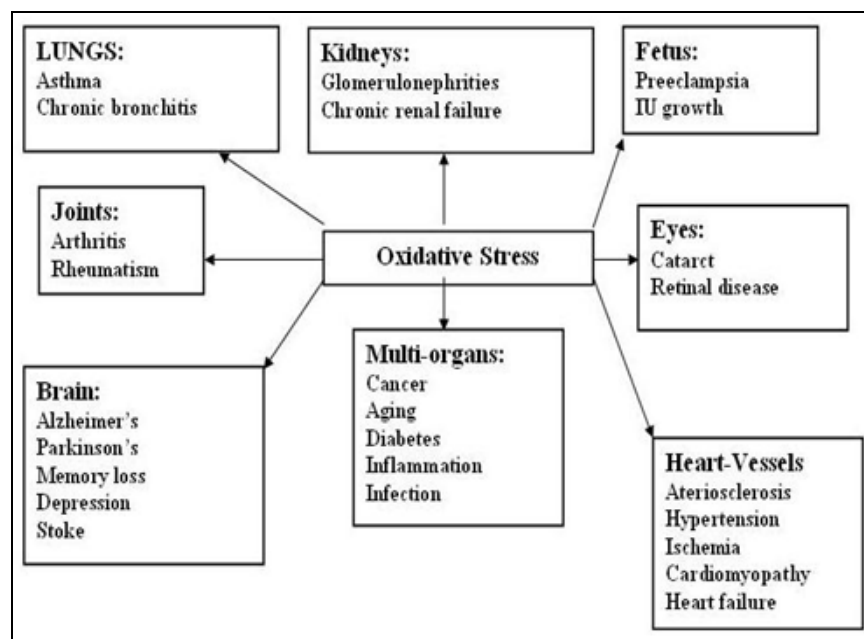 LUNGS:
Asthma
Chronic bronchitis
Kidneys:
Glomerulonephrities
Chronic renal failure
Fetus:
Preeclampsia
IU growth
Joints:
Arthritis
Rheumatism
Oxidative Stress
Eyes:
Catarct
Retinal disease
Brain:
Alzheimer's
Parkinson's
Memory loss
Depression
Stoke
Multi-organs:
Cancer
Aging
Diabetes
Inflammation
Infection
Heart-Vessels
Ateriosclerosis
Hypertension
Ischemia
Cardiomyopathy
Heart failure